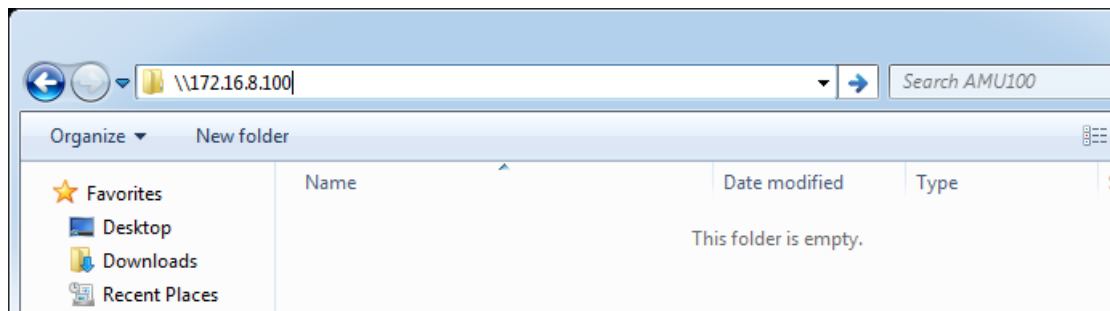 \\172.16.8.100
Search AMU100
Organize
New folder
Name
Date modified
Type
Favorites
This folder is empty.
Desktop
Downloads
Recent Places